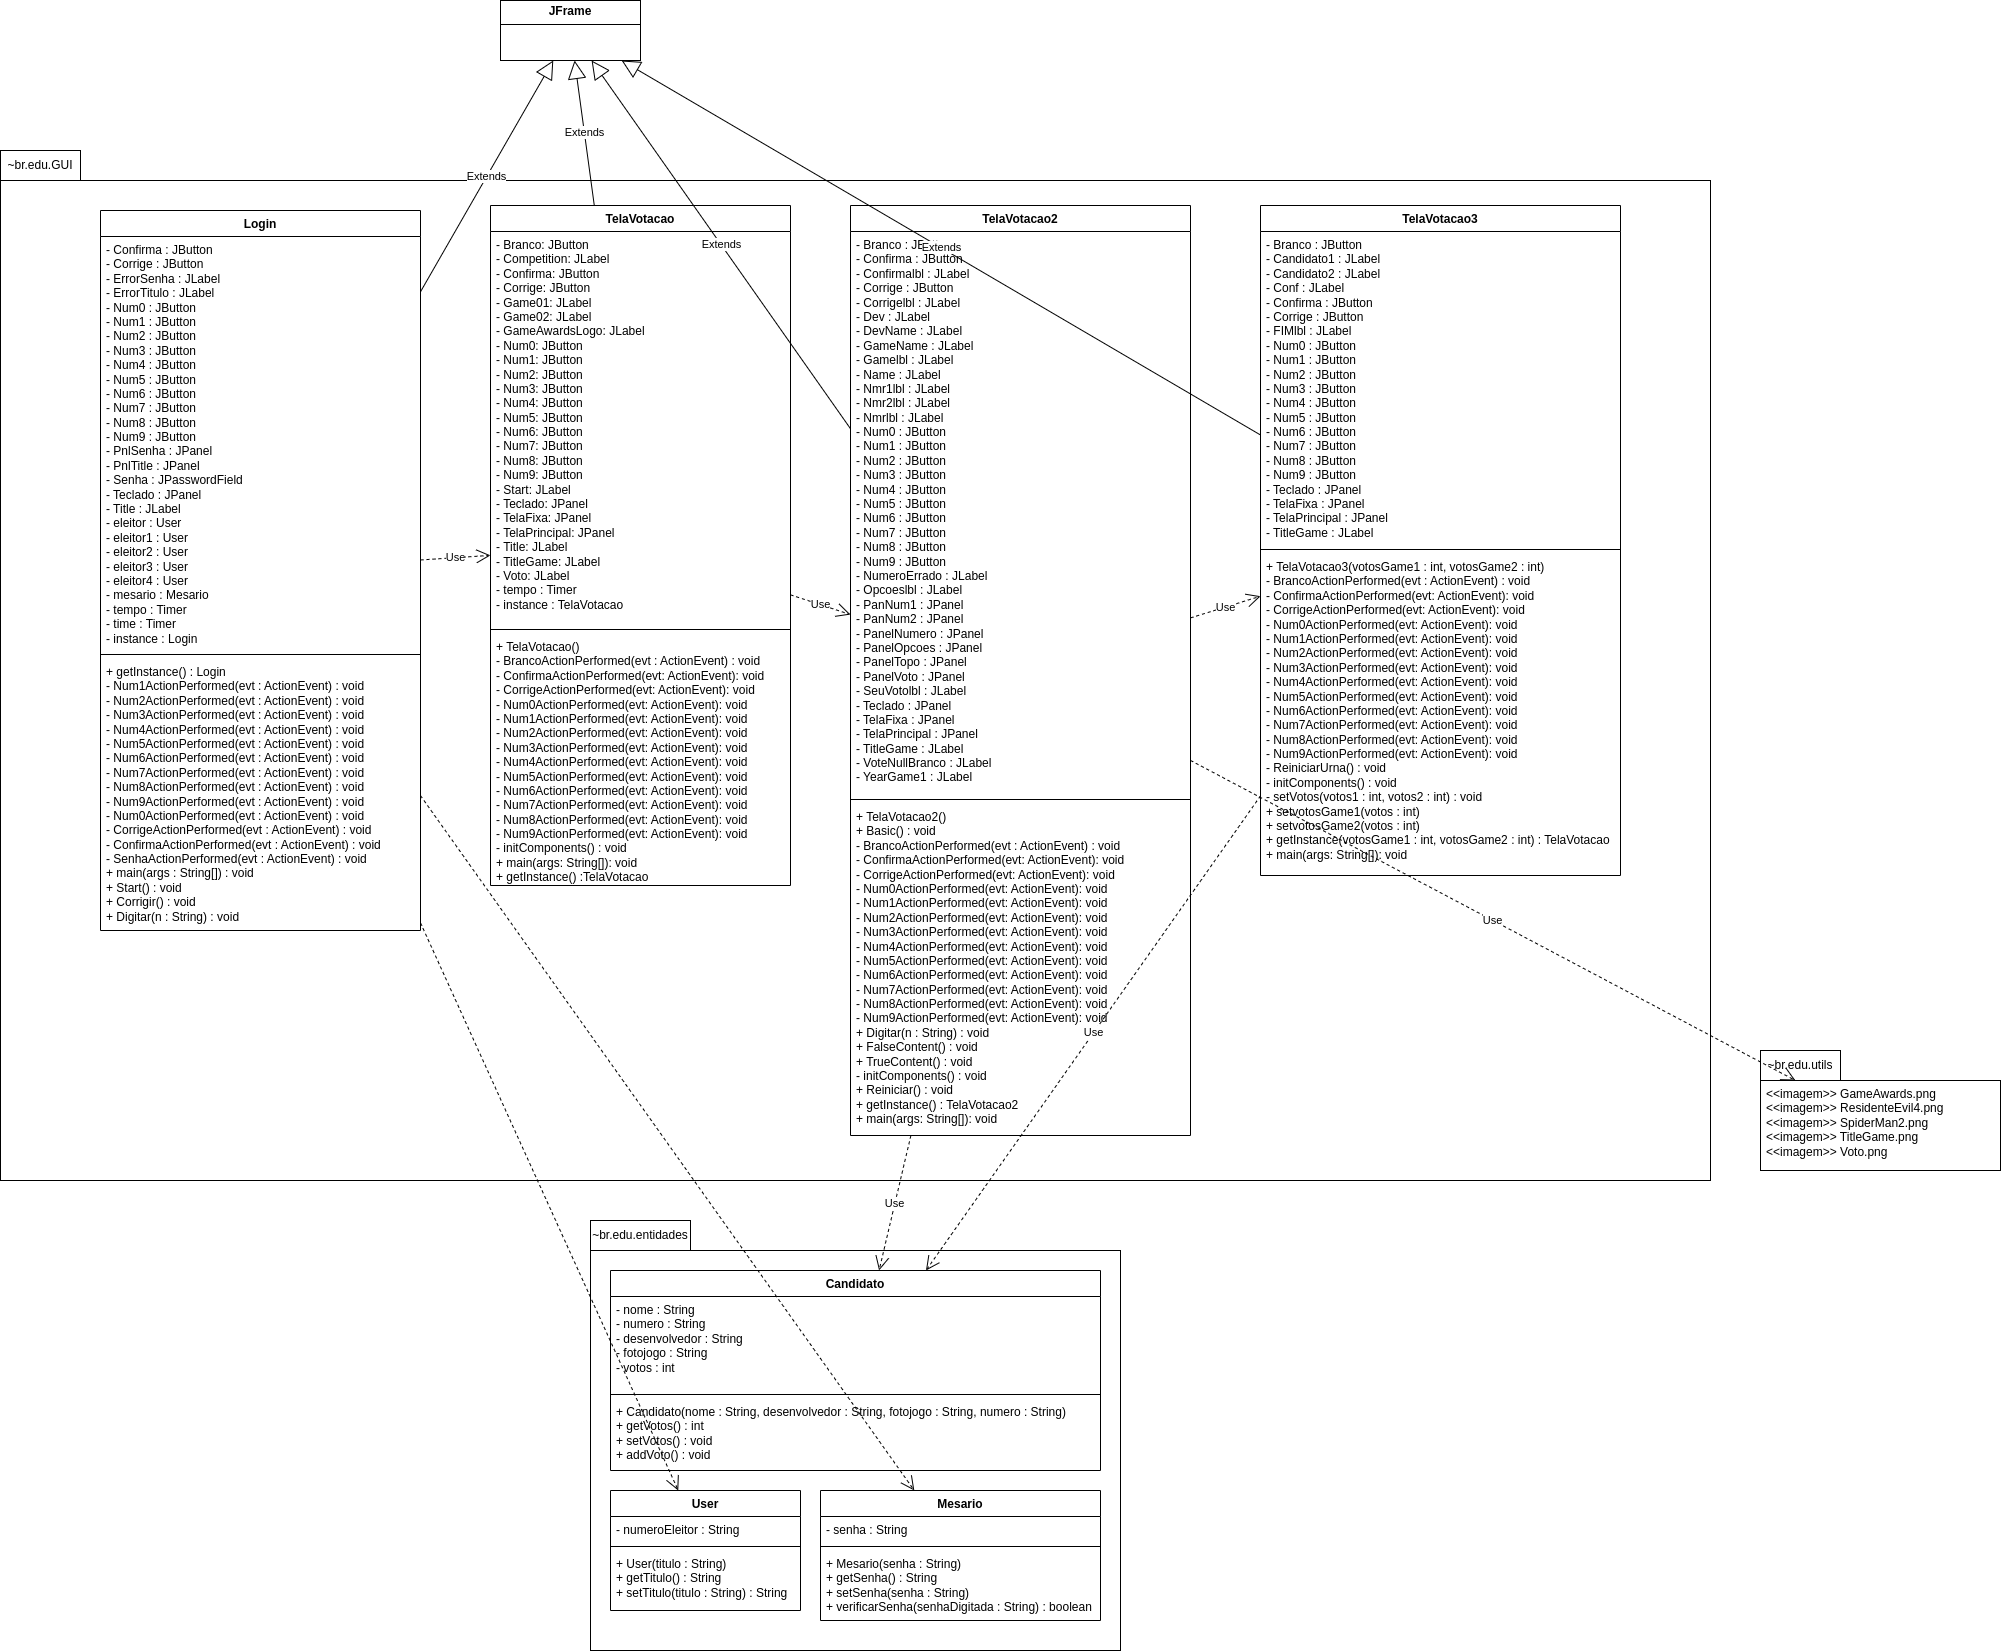 JFrame
Extends
Extends
Extends
Extends
~br.edu.GUI
Login
- Confirma : JButton
- Corrige : JButton
- ErrorSenha : JLabel
- ErrorTitulo : JLabel
- Num0 : JButton
- Num1 : JButton
- Num2 : JButton
- Num3 : JButton
- Num4 : JButton
- Num5 : JButton
- Num6 : JButton
- Num7 : JButton
- Num8 : JButton
- Num9 : JButton
- PnlSenha : JPanel
- PnlTitle : JPanel
- Senha : JPasswordField
- Teclado : JPanel
- Title : JLabel
- eleitor : User
- eleitor1 : User
- eleitor2 : User
- eleitor3 : User
- eleitor4 : User
- mesario : Mesario
- tempo : Timer
- time : Timer
- instance : Login
+ getInstance() : Login
- Num1ActionPerformed(evt : ActionEvent) : void
- Num2ActionPerformed(evt : ActionEvent) : void
- Num3ActionPerformed(evt : ActionEvent) : void
- Num4ActionPerformed(evt : ActionEvent) : void
- Num5ActionPerformed(evt : ActionEvent) : void
- Num6ActionPerformed(evt : ActionEvent) : void
- Num7ActionPerformed(evt : ActionEvent) : void
- Num8ActionPerformed(evt : ActionEvent) : void
- Num9ActionPerformed(evt : ActionEvent) : void
- Num0ActionPerformed(evt : ActionEvent) : void
- CorrigeActionPerformed(evt : ActionEvent) : void
- ConfirmaActionPerformed(evt : ActionEvent) : void
- SenhaActionPerformed(evt : ActionEvent) : void
+ main(args : String[]) : void
+ Start() : void
+ Corrigir() : void
+ Digitar(n : String) : void
Use
TelaVotacao
- Branco: JButton
- Competition: JLabel
- Confirma: JButton
- Corrige: JButton
- Game01: JLabel
- Game02: JLabel
- GameAwardsLogo: JLabel
- Num0: JButton
- Num1: JButton
- Num2: JButton
- Num3: JButton
- Num4: JButton
- Num5: JButton
- Num6: JButton
- Num7: JButton
- Num8: JButton
- Num9: JButton
- Start: JLabel
- Teclado: JPanel
- TelaFixa: JPanel
- TelaPrincipal: JPanel
- Title: JLabel
- TitleGame: JLabel
- Voto: JLabel
- tempo : Timer
- instance : TelaVotacao
+ TelaVotacao()
- BrancoActionPerformed(evt : ActionEvent) : void
- ConfirmaActionPerformed(evt: ActionEvent): void
- CorrigeActionPerformed(evt: ActionEvent): void
- Num0ActionPerformed(evt: ActionEvent): void
- Num1ActionPerformed(evt: ActionEvent): void
- Num2ActionPerformed(evt: ActionEvent): void
- Num3ActionPerformed(evt: ActionEvent): void
- Num4ActionPerformed(evt: ActionEvent): void
- Num5ActionPerformed(evt: ActionEvent): void
- Num6ActionPerformed(evt: ActionEvent): void
- Num7ActionPerformed(evt: ActionEvent): void
- Num8ActionPerformed(evt: ActionEvent): void
- Num9ActionPerformed(evt: ActionEvent): void
- initComponents() : void
+ main(args: String[]): void
+ getInstance() :TelaVotacao
Use
TelaVotacao2
- Branco : JButton
- Confirma : JButton
- Confirmalbl : JLabel
- Corrige : JButton
- Corrigelbl : JLabel
- Dev : JLabel
- DevName : JLabel
- GameName : JLabel
- Gamelbl : JLabel
- Name : JLabel
- Nmr1lbl : JLabel
- Nmr2lbl : JLabel
- Nmrlbl : JLabel
- Num0 : JButton
- Num1 : JButton
- Num2 : JButton
- Num3 : JButton
- Num4 : JButton
- Num5 : JButton
- Num6 : JButton
- Num7 : JButton
- Num8 : JButton
- Num9 : JButton
- NumeroErrado : JLabel
- Opcoeslbl : JLabel
- PanNum1 : JPanel
- PanNum2 : JPanel
- PanelNumero : JPanel
- PanelOpcoes : JPanel
- PanelTopo : JPanel
- PanelVoto : JPanel
- SeuVotolbl : JLabel
- Teclado : JPanel
- TelaFixa : JPanel
- TelaPrincipal : JPanel
- TitleGame : JLabel
- VoteNullBranco : JLabel
- YearGame1 : JLabel
+ TelaVotacao2()
+ Basic() : void
- BrancoActionPerformed(evt : ActionEvent) : void
- ConfirmaActionPerformed(evt: ActionEvent): void
- CorrigeActionPerformed(evt: ActionEvent): void
- Num0ActionPerformed(evt: ActionEvent): void
- Num1ActionPerformed(evt: ActionEvent): void
- Num2ActionPerformed(evt: ActionEvent): void
- Num3ActionPerformed(evt: ActionEvent): void
- Num4ActionPerformed(evt: ActionEvent): void
- Num5ActionPerformed(evt: ActionEvent): void
- Num6ActionPerformed(evt: ActionEvent): void
- Num7ActionPerformed(evt: ActionEvent): void
- Num8ActionPerformed(evt: ActionEvent): void
- Num9ActionPerformed(evt: ActionEvent): void
+ Digitar(n : String) : void
+ FalseContent() : void
+ TrueContent() : void
- initComponents() : void
+ Reiniciar() : void
+ getInstance() : TelaVotacao2
+ main(args: String[]): void
Use
TelaVotacao3
- Branco : JButton
- Candidato1 : JLabel
- Candidato2 : JLabel
- Conf : JLabel
- Confirma : JButton
- Corrige : JButton
- FIMlbl : JLabel
- Num0 : JButton
- Num1 : JButton
- Num2 : JButton
- Num3 : JButton
- Num4 : JButton
- Num5 : JButton
- Num6 : JButton
- Num7 : JButton
- Num8 : JButton
- Num9 : JButton
- Teclado : JPanel
- TelaFixa : JPanel
- TelaPrincipal : JPanel
- TitleGame : JLabel
+ TelaVotacao3(votosGame1 : int, votosGame2 : int)
- BrancoActionPerformed(evt : ActionEvent) : void
- ConfirmaActionPerformed(evt: ActionEvent): void
- CorrigeActionPerformed(evt: ActionEvent): void
- Num0ActionPerformed(evt: ActionEvent): void
- Num1ActionPerformed(evt: ActionEvent): void
- Num2ActionPerformed(evt: ActionEvent): void
- Num3ActionPerformed(evt: ActionEvent): void
- Num4ActionPerformed(evt: ActionEvent): void
- Num5ActionPerformed(evt: ActionEvent): void
- Num6ActionPerformed(evt: ActionEvent): void
- Num7ActionPerformed(evt: ActionEvent): void
- Num8ActionPerformed(evt: ActionEvent): void
- Num9ActionPerformed(evt: ActionEvent): void
- ReiniciarUrna() : void
- initComponents() : void
- setVotos(votos1 : int, votos2 : int) : void
+ setvotosGame1(votos : int)
+ setvotosGame2(votos : int)
+ getInstance(votosGame1 : int, votosGame2 : int) : TelaVotacao
+ main(args: String[]): void
Use
Use
Use
~br.edu.utils
<<imagem>> GameAwards.png
<<imagem>> ResidenteEvil4.png
<<imagem>> SpiderMan2.png
<<imagem>> TitleGame.png
<<imagem>> Voto.png
~br.edu.entidades
Candidato
- nome : String
- numero : String
- desenvolvedor : String
- fotojogo : String
- votos : int
+ Candidato(nome : String, desenvolvedor : String, fotojogo : String, numero : String)
+ getVotos() : int
+ setVotos() : void
+ addVoto() : void
User
- numeroEleitor : String
+ User(titulo : String)
+ getTitulo() : String
+ setTitulo(titulo : String) : String
Mesario
- senha : String
+ Mesario(senha : String)
+ getSenha() : String
+ setSenha(senha : String)
+ verificarSenha(senhaDigitada : String) : boolean